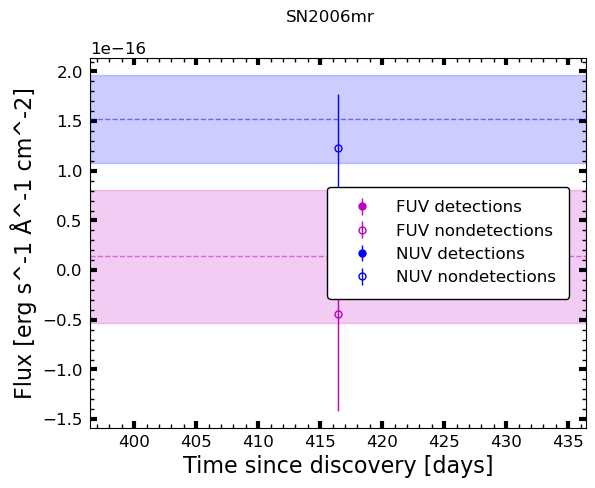 SN2006mr
1e−16
2.0
1.5
1.0
0.5
0.0
−0.5
−1.0
−1.5
Flux [erg s^-1 Å^-1 cm^-2]
FUV detections
FUV nondetections
NUV detections
NUV nondetections
400 405 410 415 420 425 430 435
Time since discovery [days]